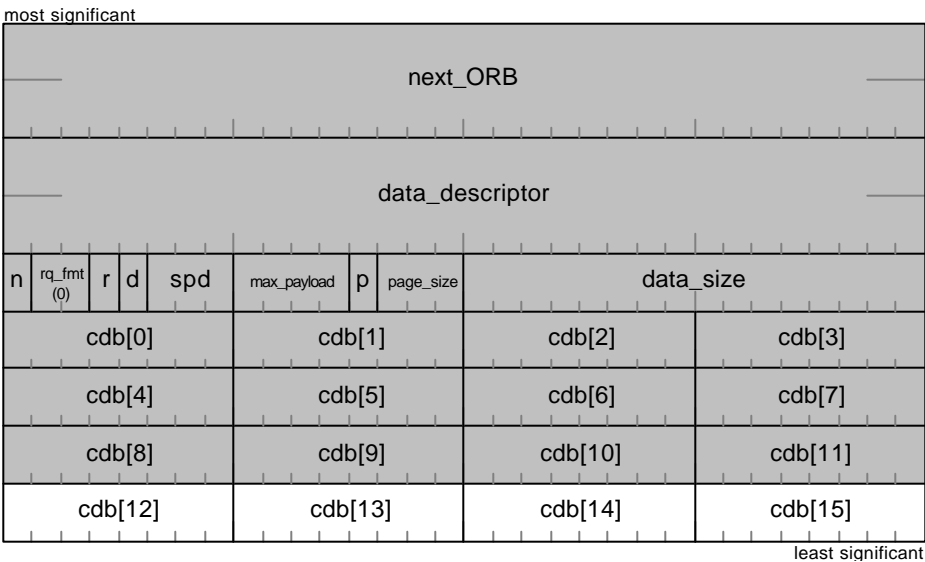 most significant
next_ORB
data_descriptor
n rq_fmt (0) r d spd max_payload p page_size data_size
cdb[0] cdb[1] cdb[2] cdb[3]
cdb[4] cdb[5] cdb[6] cdb[7]
cdb[8] cdb[9] cdb[10] cdb[11]
cdb[12] cdb[13] cdb[14] cdb[15]
least significant